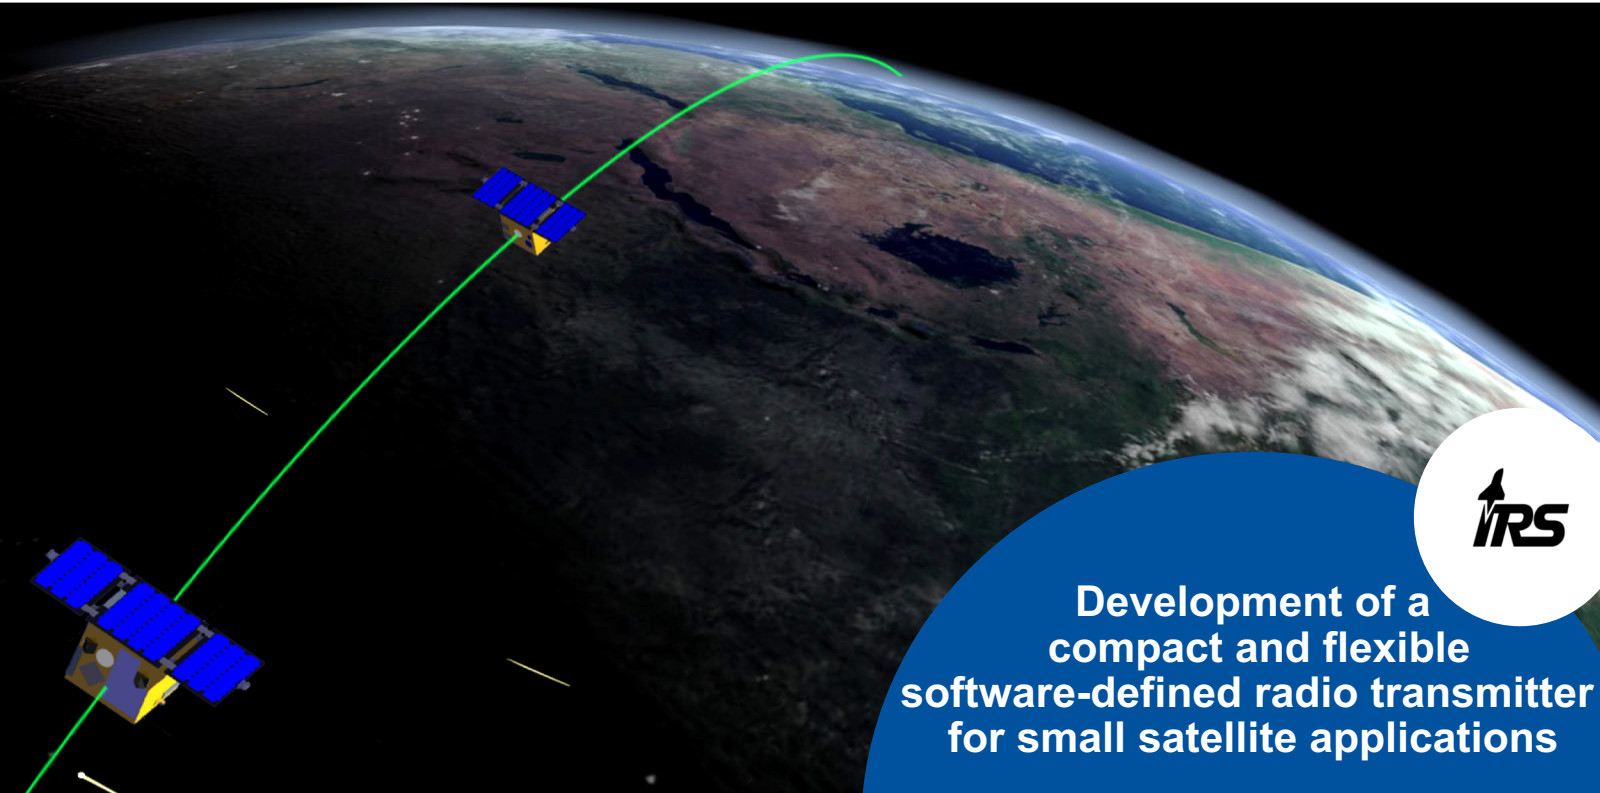 IRS
Development of a
compact and flexible
software-defined radio transmitter
for small satellite applications